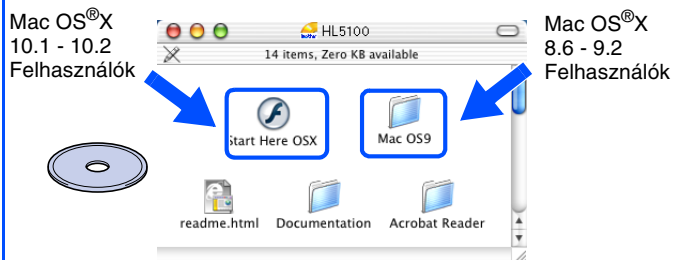 Mac OS®X
10.1 - 10.2
Felhasználók
HL5100
14 items, Zero KB available
Start Here OSX
Mac OS9
readme.html
Documentation
Acrobat Reader
Mac OS®X
8.6 - 9.2
Felhasználók